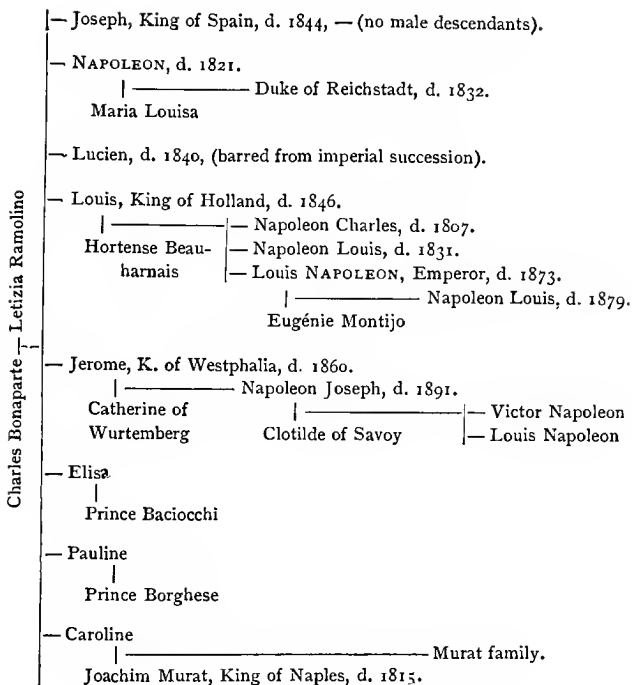 Charles Bonaparte — Letizia Ramolino
— Joseph, King of Spain, d. 1844, — (no male descendants).
— NAPOLEON, d. 1821.
— Duke of Reichstadt, d. 1832.
Maria Louisa
— Lucien, d. 1840, (barred from imperial succession).
— Louis, King of Holland, d. 1846.
— Napoleon Charles, d. 1807.
Hortense Beau-
harnais
— Napoleon Louis, d. 1831.
— Louis NAPOLEON, Emperor, d. 1873.
— Napoleon Louis, d. 1879.
Eugénie Montijo
— Jerome, K. of Westphalia, d. 1860.
— Napoleon Joseph, d. 1891.
Catherine of
Wurtemberg
Clotilde of Savoy
— Victor Napoleon
— Louis Napoleon
— Elisa
Prince Baciocchi
— Pauline
Prince Borghese
— Caroline
— Murat family.
Joachim Murat, King of Naples, d. 1815.